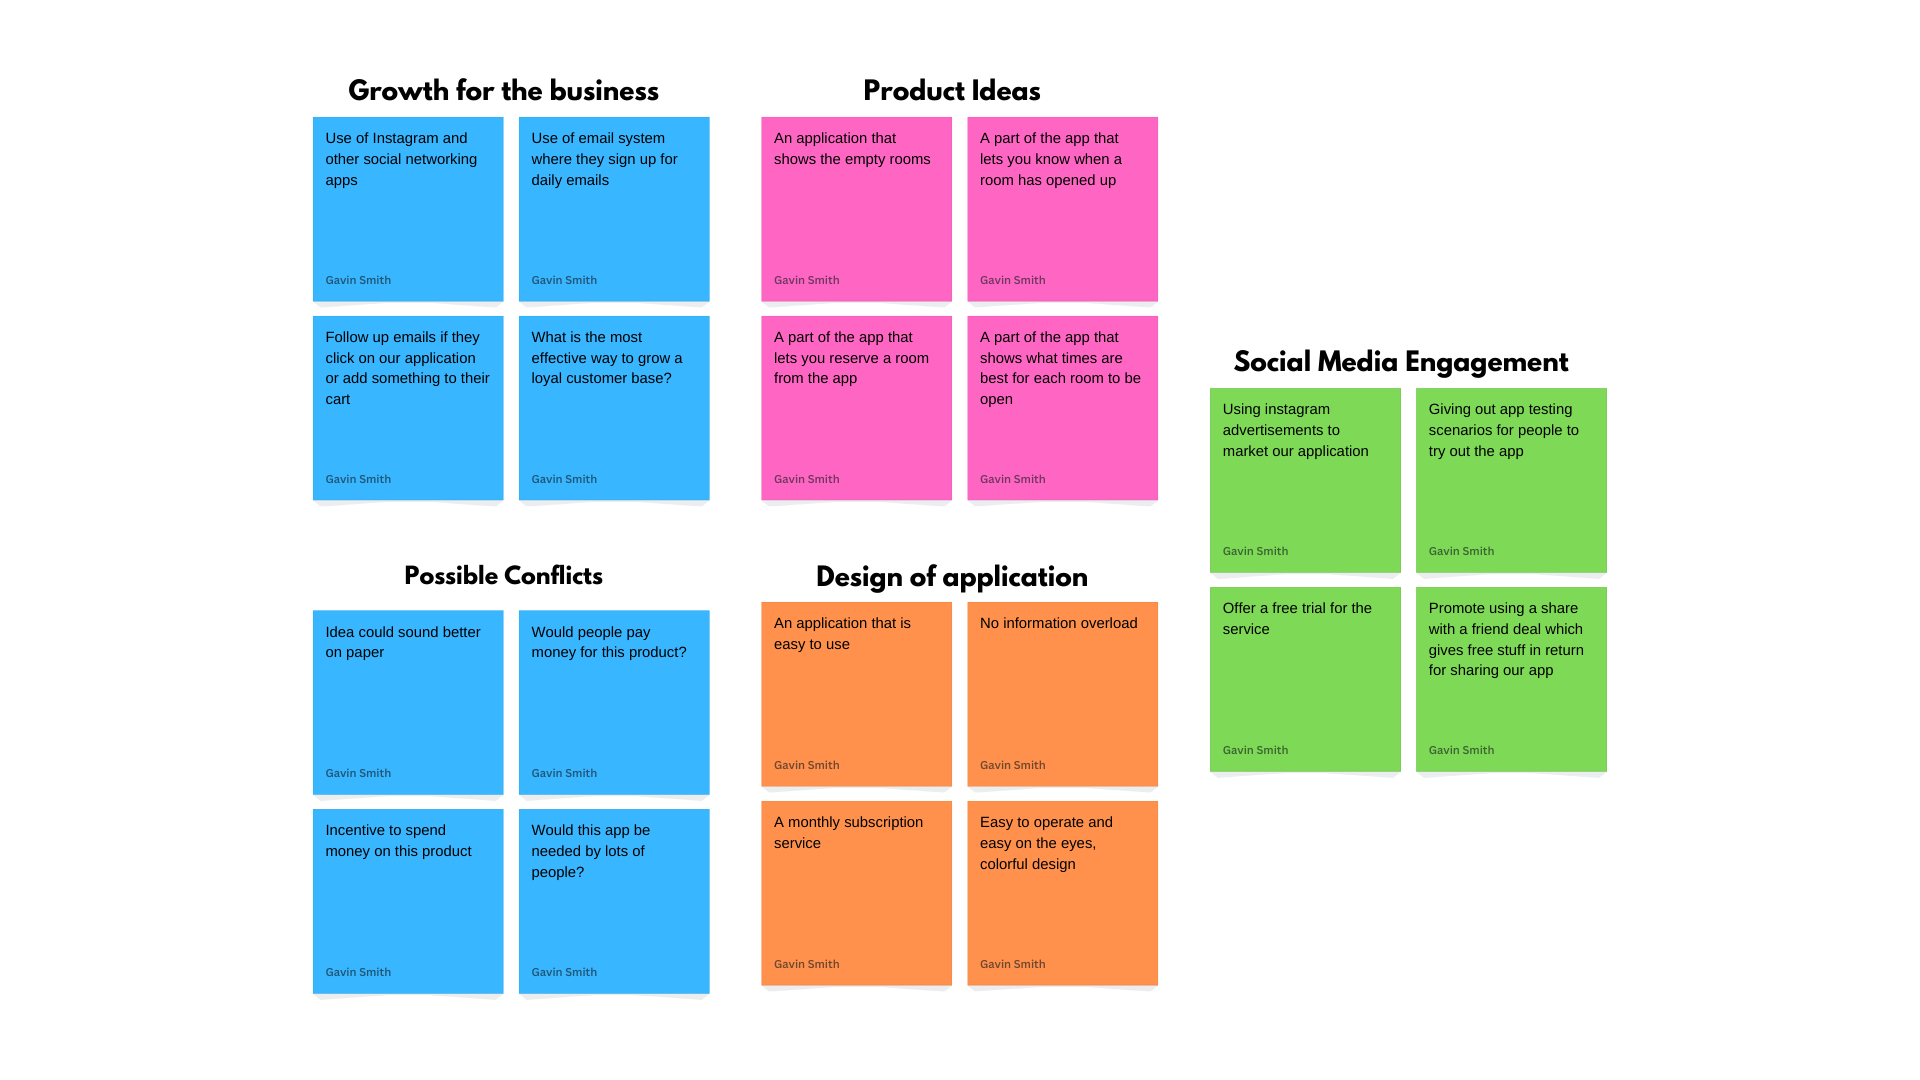 Growth for the business
Use of Instagram and
other social networking
apps
Gavin Smith
Use of email system
where they sign up for
daily emails
Gavin Smith
Follow up emails if they
click on our application
or add something to their
cart
Gavin Smith
What is the most
effective way to grow a
loyal customer base?
Gavin Smith
Product Ideas
An application that
shows the empty rooms
Gavin Smith
A part of the app that
lets you know when a
room has opened up
Gavin Smith
A part of the app that
lets you reserve a room
from the app
Gavin Smith
A part of the app that
shows what times are
best for each room to be
open
Gavin Smith
Possible Conflicts
Idea could sound better
on paper
Gavin Smith
Would people pay
money for this product?
Gavin Smith
Incentive to spend
money on this product
Gavin Smith
Would this app be
needed by lots of
people?
Gavin Smith
Design of application
An application that is
easy to use
Gavin Smith
No information overload
Gavin Smith
A monthly subscription
service
Gavin Smith
Easy to operate and
easy on the eyes,
colorful design
Gavin Smith
Social Media Engagement
Using instagram
advertisements to
market our application
Gavin Smith
Giving out app testing
scenarios for people to
try out the app
Gavin Smith
Offer a free trial for the
service
Gavin Smith
Promote using a share
with a friend deal which
gives free stuff in return
for sharing our app
Gavin Smith